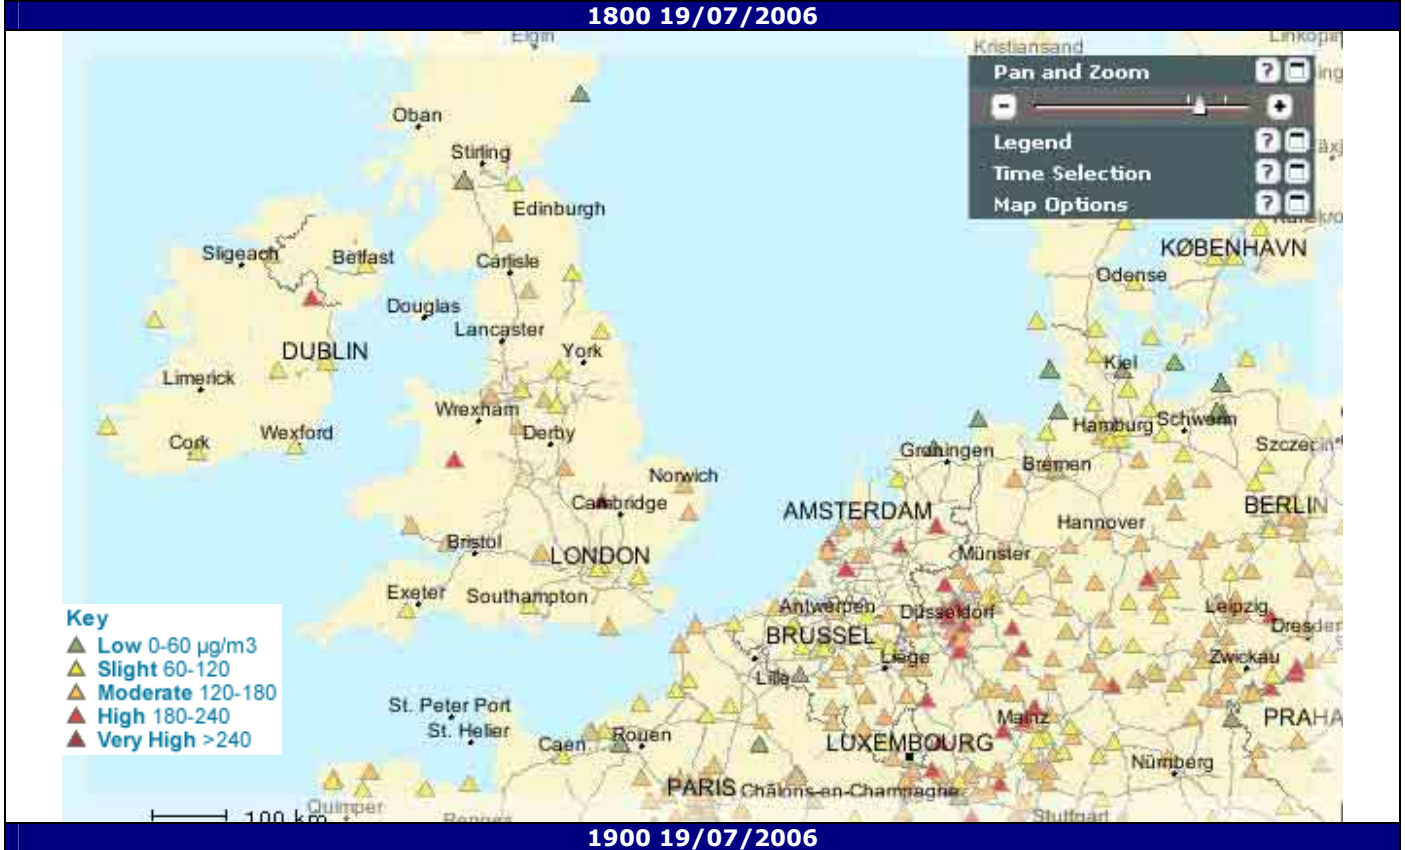 1800 19/07/2006
Elgin
Kristiansand
Pan and Zoom
?
Oban
Legend
?
Stirling
Time Selection
?
Map Options
?
Edinburgh
Sligeach
Belfast
Carlisle
KØBENHAVN
Odense
Douglas
Lancaster
DUBLIN
York
Kiel
Limerick
Wrexham
Derby
Hamburg
Schwerin
Cork
Wexford
Groningen
Bremen
Norwich
Cambridge
AMSTERDAM
BERLIN
Hannover
Bristol
LONDON
Münster
Exeter
Southampton
Antwerpen
Düsseldorf
Leipzig
Key
BRUSSEL
Low 0-60 µg/m3
Liege
Zwickau
Slight 60-120
Lille
Moderate 120-180
St. Peter Port
High 180-240
Mainz
PRAHA
St. Helier
Very High >240
Caen
Rouen
LUXEMBOURG
Nürnberg
PARIS
Châlons-en-Champagne
Quimper
100 km
Rennes
Stuttgart
1900 19/07/2006